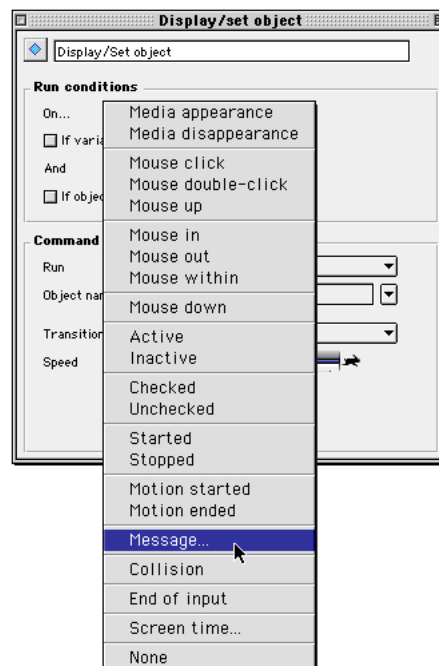 Display/set object
Display/Set object
Run conditions
On...
If varia
And
If objec
Command
Run
Object nar
Transition
Speed
Media appearance
Media disappearance
Mouse click
Mouse double-click
Mouse up
Mouse in
Mouse out
Mouse within
Mouse down
Active
Inactive
Checked
Unchecked
Started
Stopped
Motion started
Motion ended
Message...
Collision
End of input
Screen time...
None